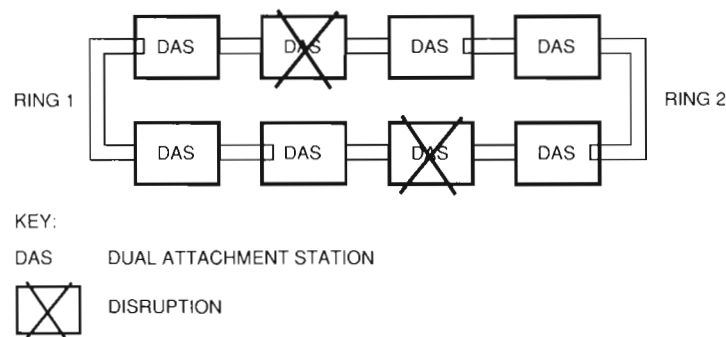 DAS DAS DAS DAS
RING 1 RING 2
DAS DAS DAS DAS
KEY:
DAS DUAL ATTACHMENT STATION
DISRUPTION